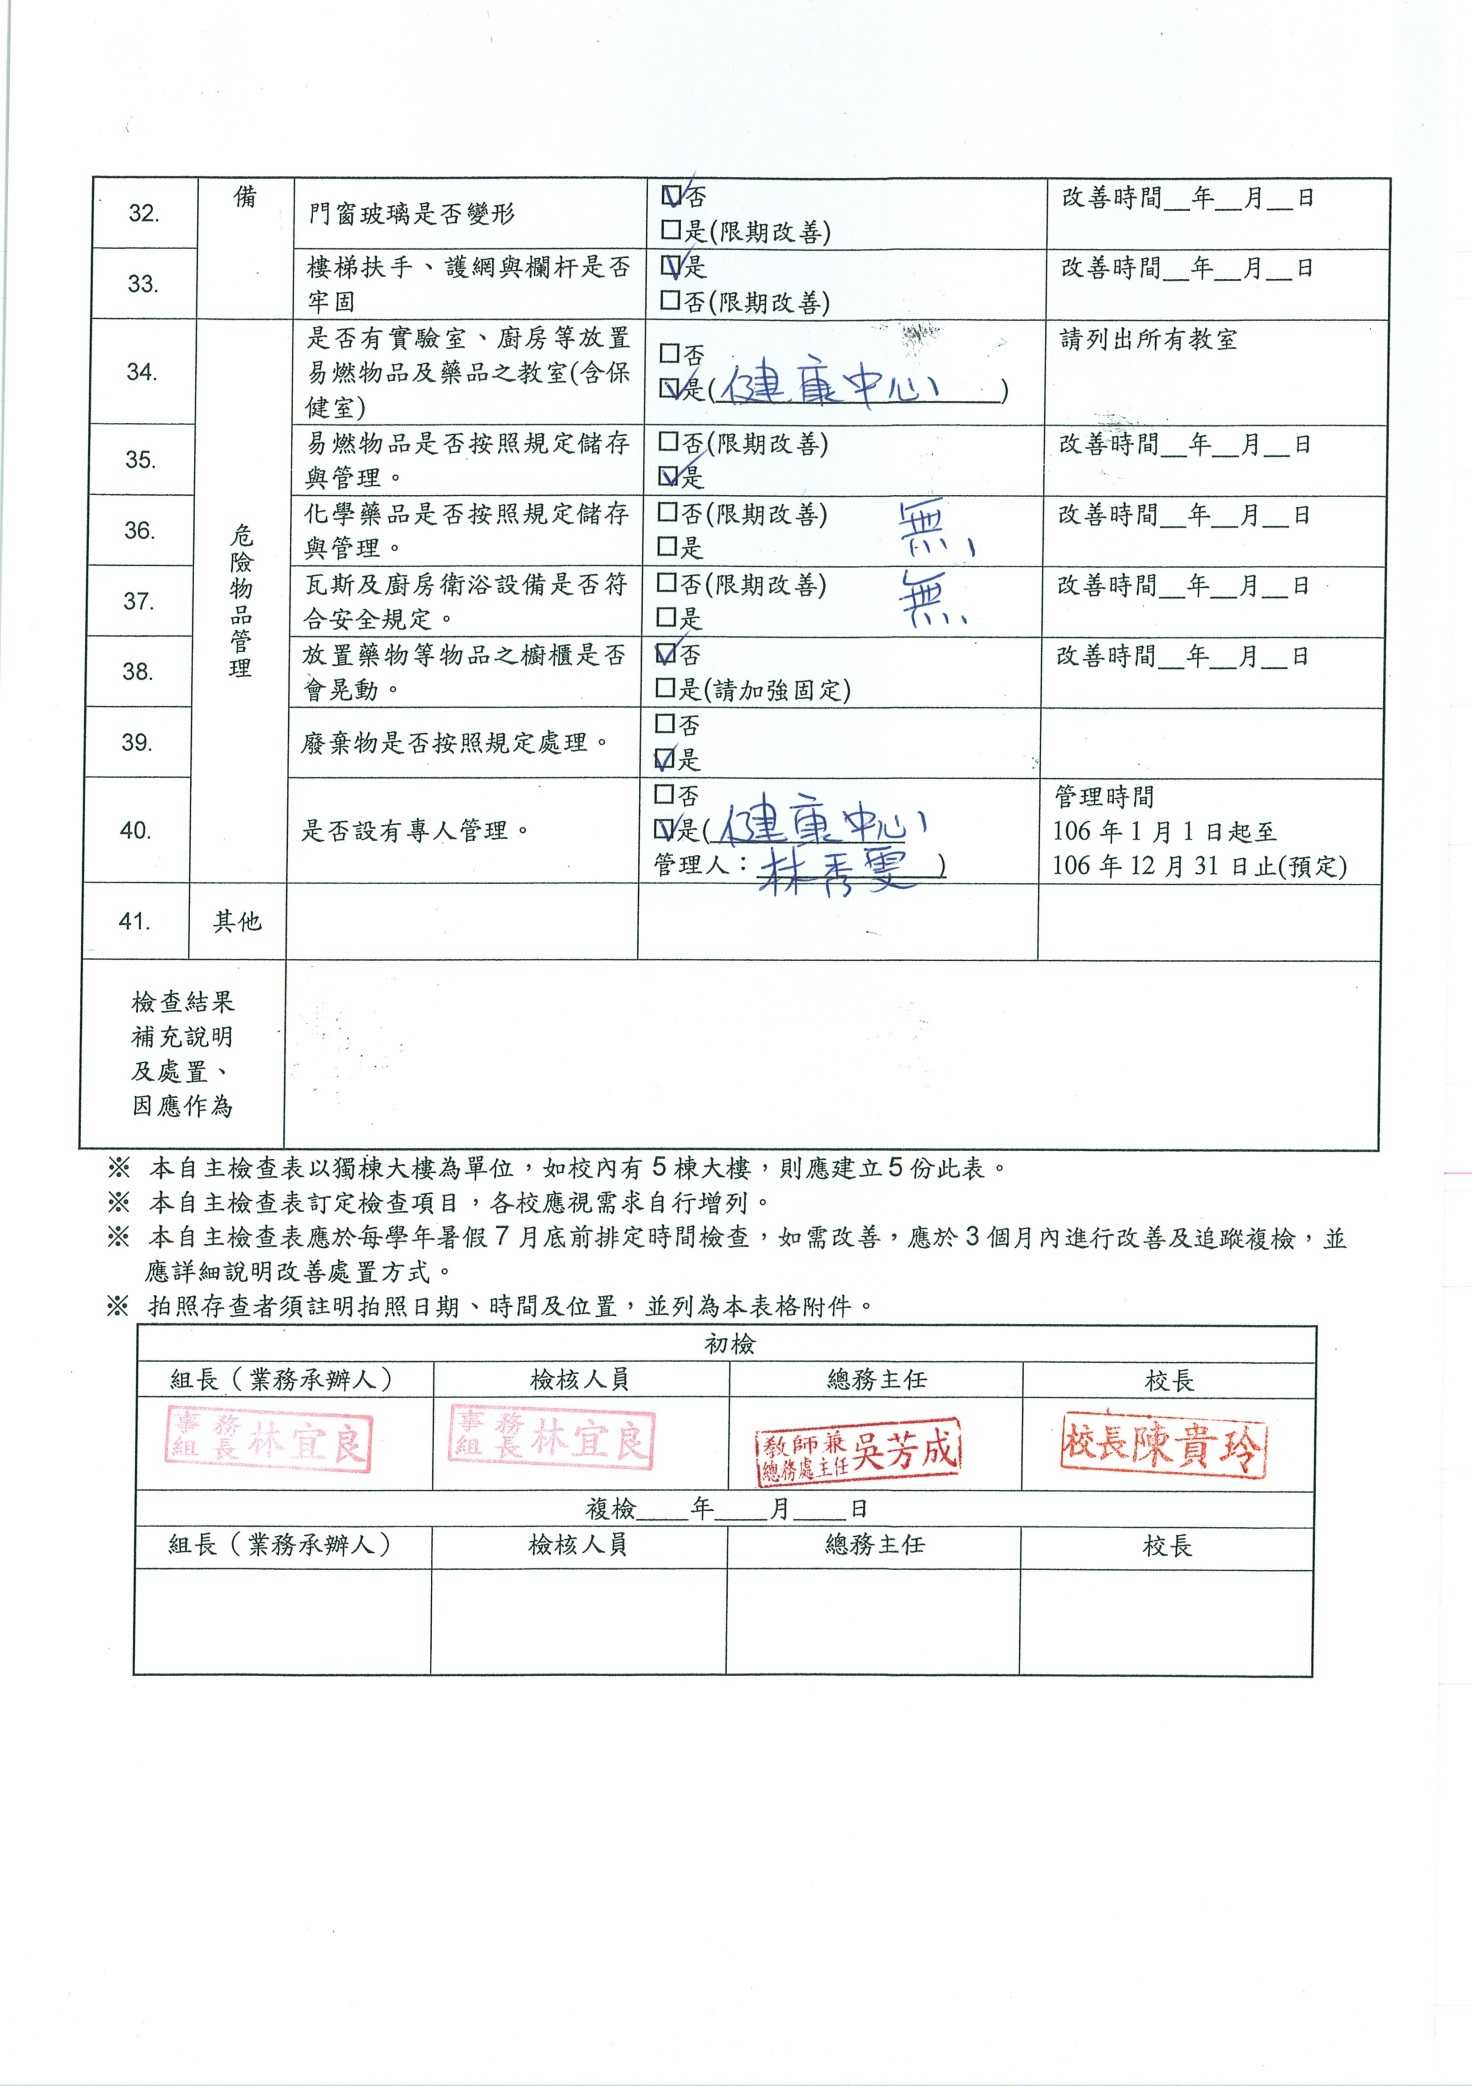 32.
備
門窗玻璃是否變形
☑否
□是(限期改善)
改善時間__年__月__日
33.
樓梯扶手、護網與欄杆是否
牢固
☑是
□否(限期改善)
改善時間__年__月__日
34.
危險物品管理
是否有實驗室、廚房等放置
易燃物品及藥品之教室(含保
健室)
□否
☑是(健康中心)
請列出所有教室
35.
易燃物品是否按照規定儲存
與管理。
□否(限期改善)
☑是
改善時間__年__月__日
36.
化學藥品是否按照規定儲存
與管理。
□否(限期改善)
□是
無
改善時間__年__月__日
37.
瓦斯及廚房衛浴設備是否符
合安全規定。
□否(限期改善)
□是
無
改善時間__年__月__日
38.
放置藥物等物品之櫥櫃是否
會晃動。
☑否
□是(請加強固定)
改善時間__年__月__日
39.
廢棄物是否按照規定處理。
□否
☑是
40.
是否設有專人管理。
□否
☑是(健康中心
管理人：林秀雯)
管理時間
106 年 1 月 1 日起至
106 年 12 月 31 日止(預定)
41.
其他
檢查結果
補充說明
及處置、
因應作為
※ 本自主檢查表以獨棟大樓為單位，如校內有 5 棟大樓，則應建立 5 份此表。
※ 本自主檢查表訂定檢查項目，各校應視需求自行增列。
※ 本自主檢查表應於每學年暑假 7 月底前排定時間檢查，如需改善，應於 3 個月內進行改善及追蹤複檢，並
應詳細說明改善處置方式。
※ 拍照存查者須註明拍照日期、時間及位置，並列為本表格附件。
初檢
組長（業務承辦人） 檢核人員 總務主任 校長
事務組長林宜良 事務組長林宜良 教師兼總務處主任吳芳成 校長陳貴玲
複檢____年____月____日
組長（業務承辦人） 檢核人員 總務主任 校長